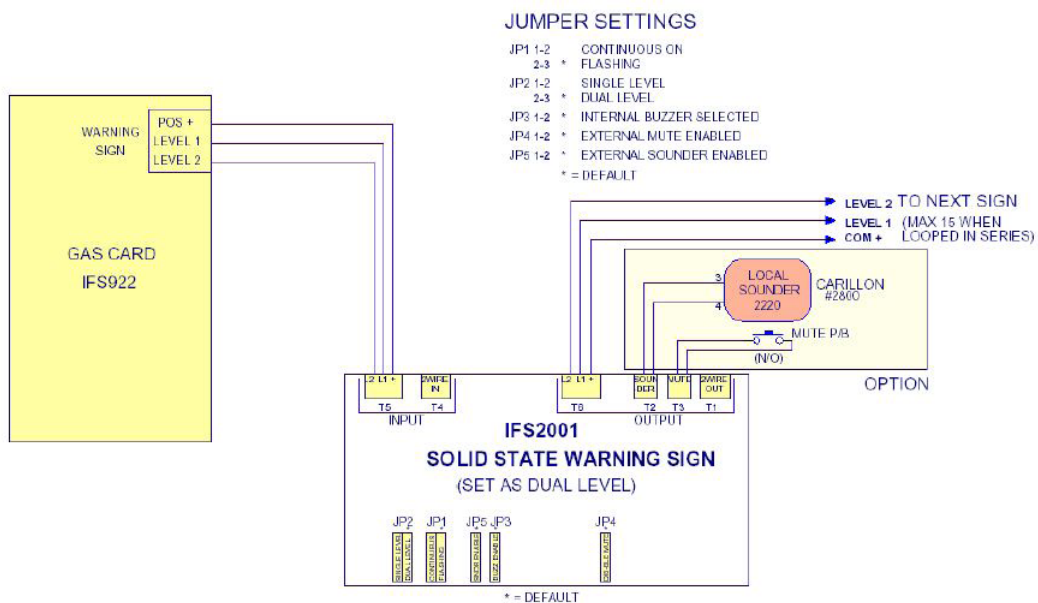 JUMPER SETTINGS
JP1 1-2 CONTINUOUS ON
2-3 * FLASHING
JP2 1-2 SINGLE LEVEL
2-3 * DUAL LEVEL
JP3 1-2 * INTERNAL BUZZER SELECTED
JP4 1-2 * EXTERNAL MUTE ENABLED
JP5 1-2 * EXTERNAL SOUNDER ENABLED
* = DEFAULT
WARNING
SIGN
POS +
LEVEL 1
LEVEL 2
GAS CARD
IFS922
LEVEL 2 TO NEXT SIGN
LEVEL 1 (MAX 15 WHEN
COM + LOOPED IN SERIES)
3
4
LOCAL
SOUNDER
2220
CARILLON
#2800
MUTE P/B
(N/O)
OPTION
L2 L1 +
2WIRE
IN
T5
T4
INPUT
L2 L1 +
SOUN
DER
MUTE
2WIRE
OUT
T6
T2
T3
T1
OUTPUT
IFS2001
SOLID STATE WARNING SIGN
(SET AS DUAL LEVEL)
JP2
JP1
JP5
JP3
JP4
*
*
*
*
*
SINGLE LEVEL
DUAL LEVEL
CONTINUOUS
FLASHING
SNDR ENABLE
BUZZ ENABLE
MUTE
* = DEFAULT